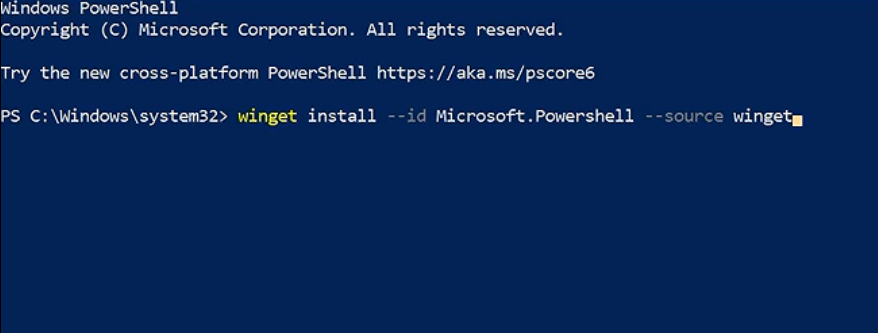 Windows PowerShell
Copyright (C) Microsoft Corporation. All rights reserved.
Try the new cross-platform PowerShell https://aka.ms/pscore6
PS C:\Windows\system32> winget install --id Microsoft.Powershell --source winget